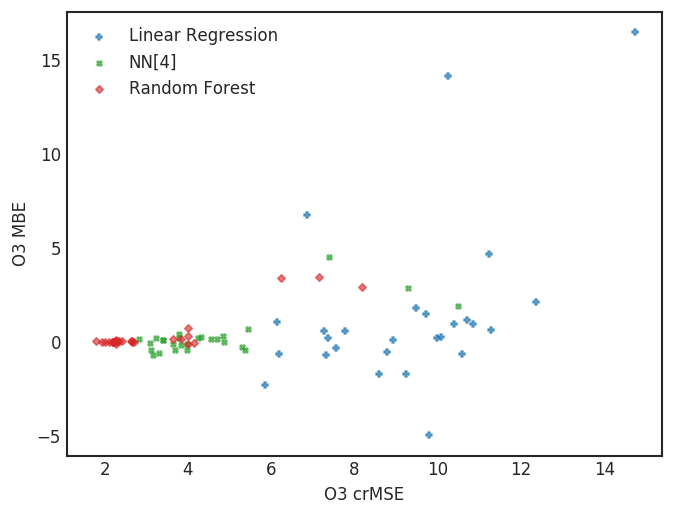 Linear Regression
NN[4]
Random Forest
15
10
5
0
−5
O3 MBE
2 4 6 8 10 12 14
O3 crMSE